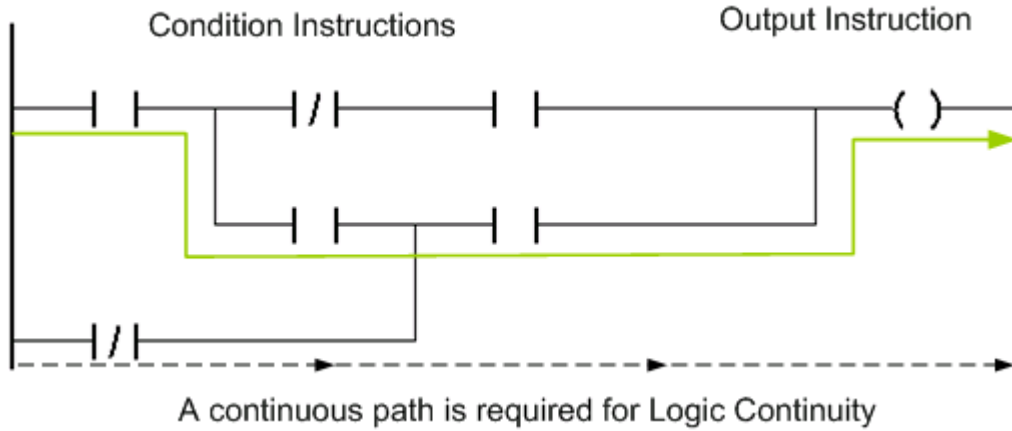 Condition Instructions
Output Instruction
A continuous path is required for Logic Continuity